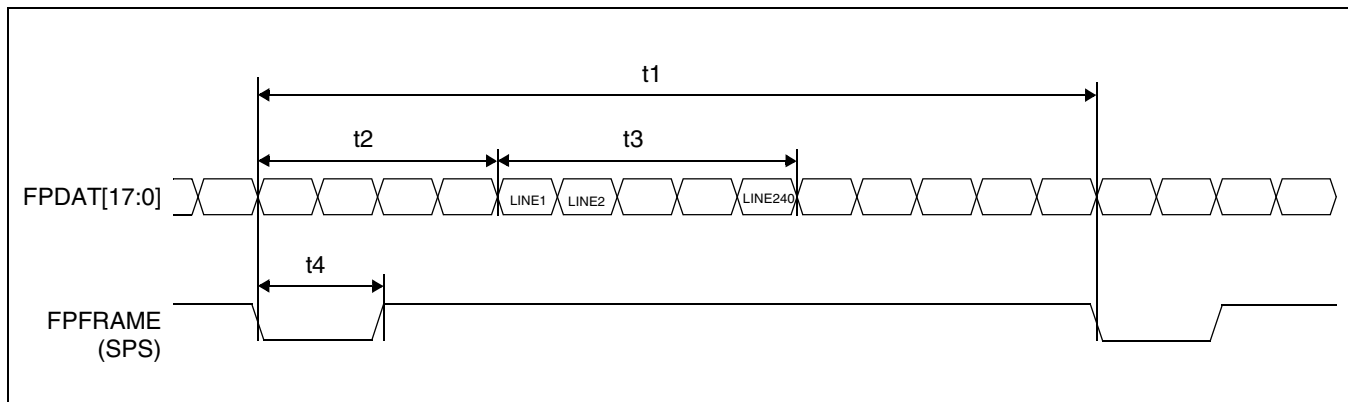 t1
t2
t3
FPDAT[17:0]
LINE1
LINE2
LINE240
t4
FPFRAME
(SPS)